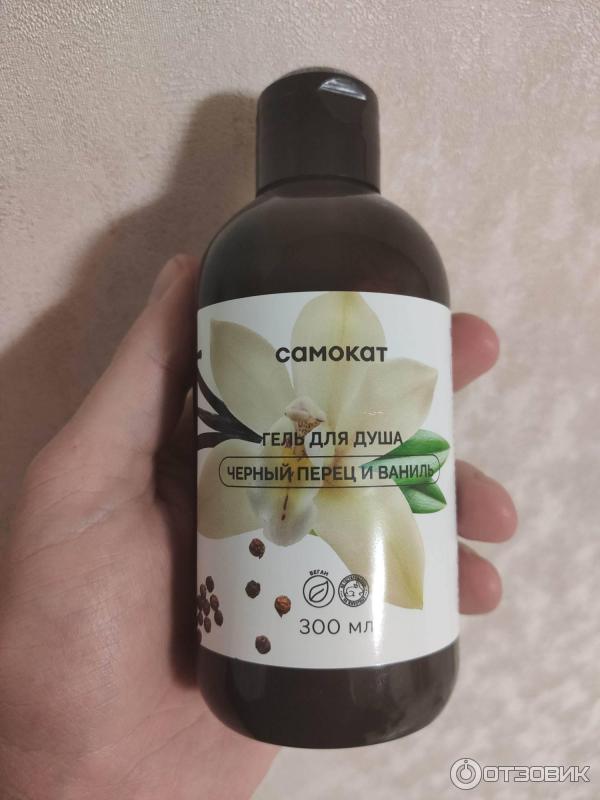 самокат
ГЕЛЬ ДЛЯ ДУША
ЧЕРНЫЙ ПЕРЕЦ И ВАНИЛЬ
ВЕГАН
300 мл
ОТЗОВИК